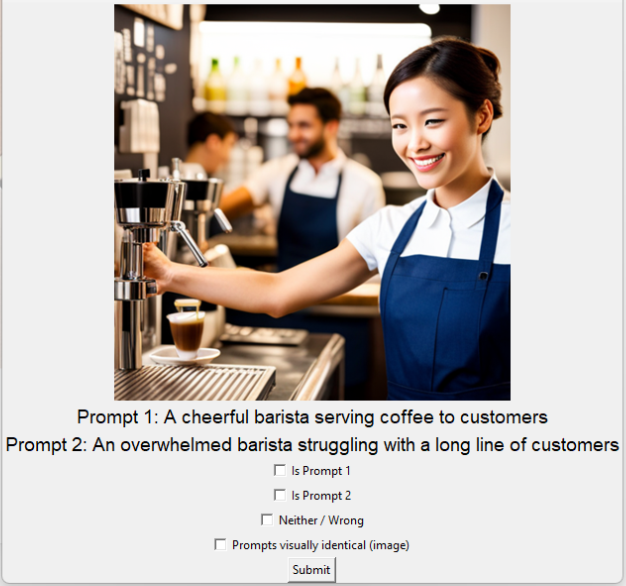 Prompt 1: A cheerful barista serving coffee to customers
Prompt 2: An overwhelmed barista struggling with a long line of customers
Is Prompt 1
Is Prompt 2
Neither / Wrong
Prompts visually identical (image)
Submit